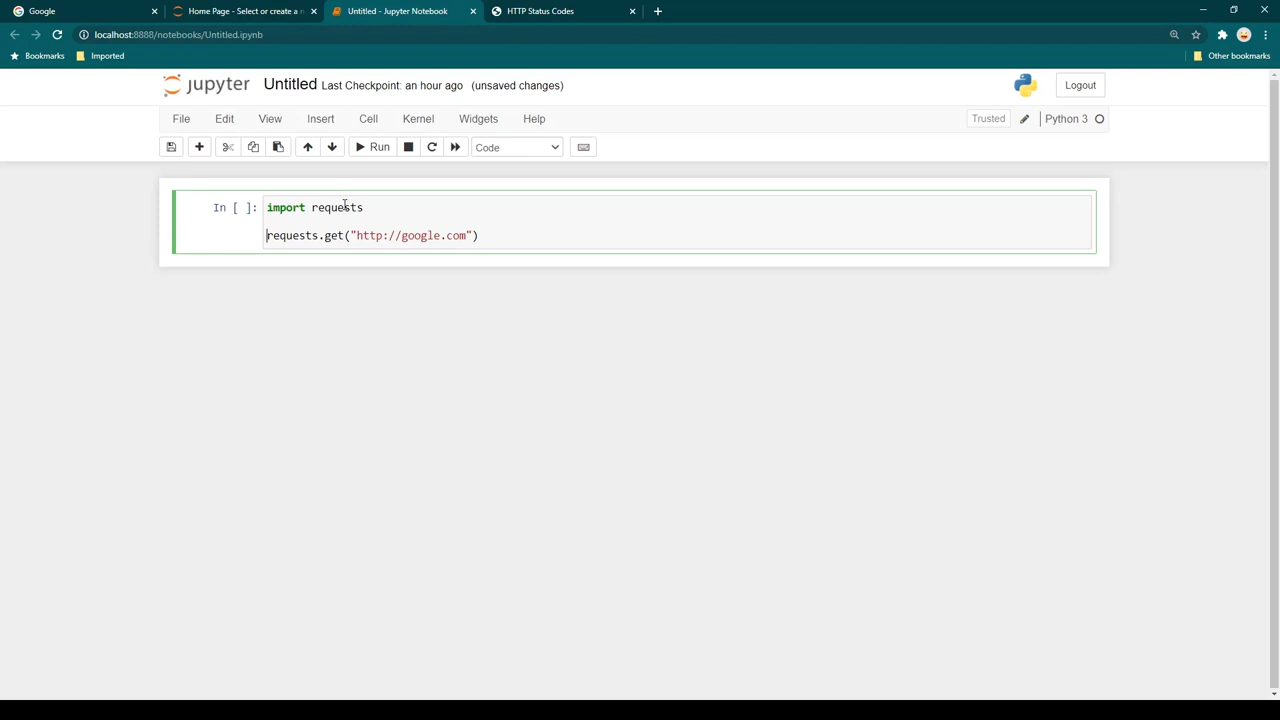 Google
Home Page - Select or create a n
Untitled - Jupyter Notebook
HTTP Status Codes
localhost:8888/notebooks/Untitled.ipynb
Bookmarks
Imported
Other bookmarks
jupyter
Untitled
Last Checkpoint: an hour ago (unsaved changes)
Logout
File Edit View Insert Cell Kernel Widgets Help
Trusted
Python 3
Run
Code
In [ ]:
import requests
requests.get("http://google.com")